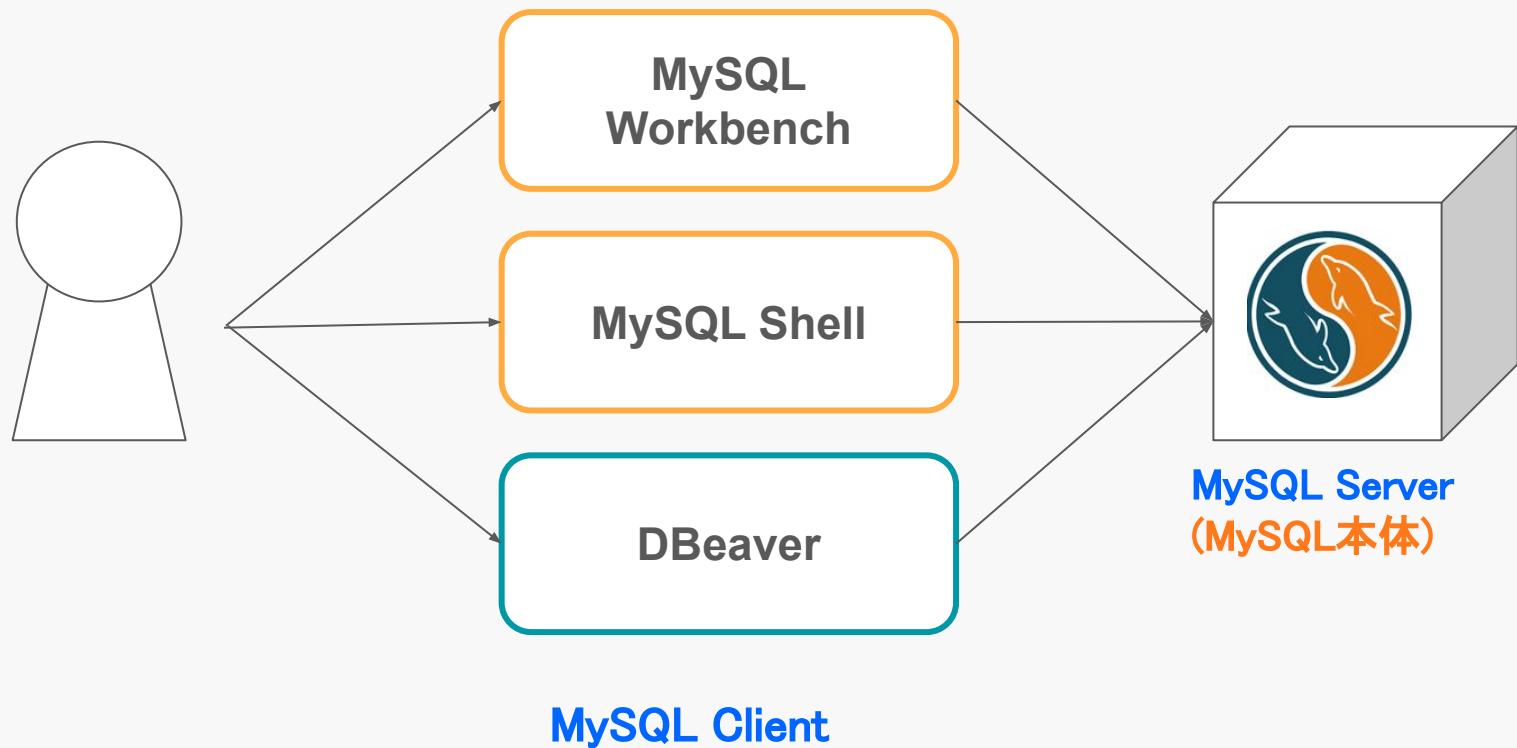 MySQL
Workbench
MySQL Shell
DBeaver
MySQL Server
(MySQL本体)
MySQL Client